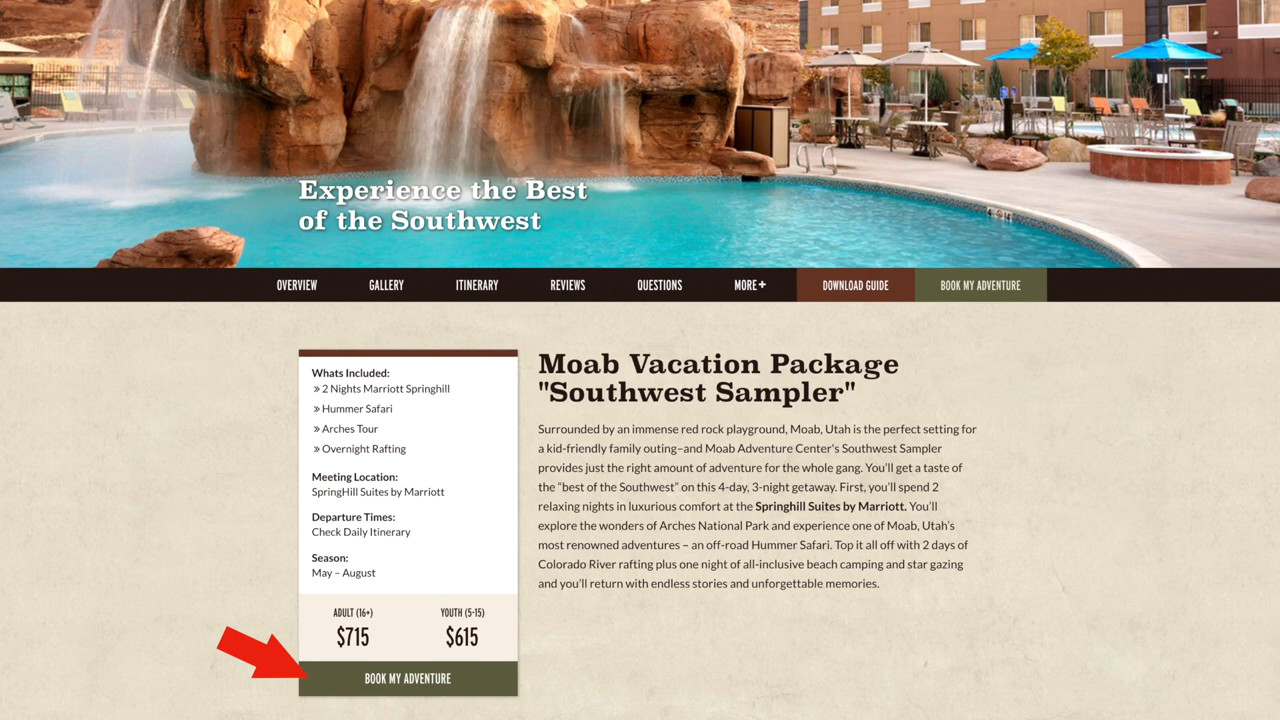 Experience the Best
of the Southwest
OVERVIEW
GALLERY
ITINERARY
REVIEWS
QUESTIONS
MORE+
DOWNLOAD GUIDE
BOOK MY ADVENTURE
Whats Included:
» 2 Nights Marriott Springhill
» Hummer Safari
» Arches Tour
» Overnight Rafting
Meeting Location:
SpringHill Suites by Marriott
Departure Times:
Check Daily Itinerary
Season:
May – August
ADULT (16+)
YOUTH (5-15)
$715
$615
BOOK MY ADVENTURE
Moab Vacation Package
"Southwest Sampler"
Surrounded by an immense red rock playground, Moab, Utah is the perfect setting for
a kid-friendly family outing–and Moab Adventure Center's Southwest Sampler
provides just the right amount of adventure for the whole gang. You'll get a taste of
the “best of the Southwest” on this 4-day, 3-night getaway. First, you'll spend 2
relaxing nights in luxurious comfort at the Springhill Suites by Marriott. You'll
explore the wonders of Arches National Park and experience one of Moab, Utah's
most renowned adventures – an off-road Hummer Safari. Top it all off with 2 days of
Colorado River rafting plus one night of all-inclusive beach camping and star gazing
and you'll return with endless stories and unforgettable memories.